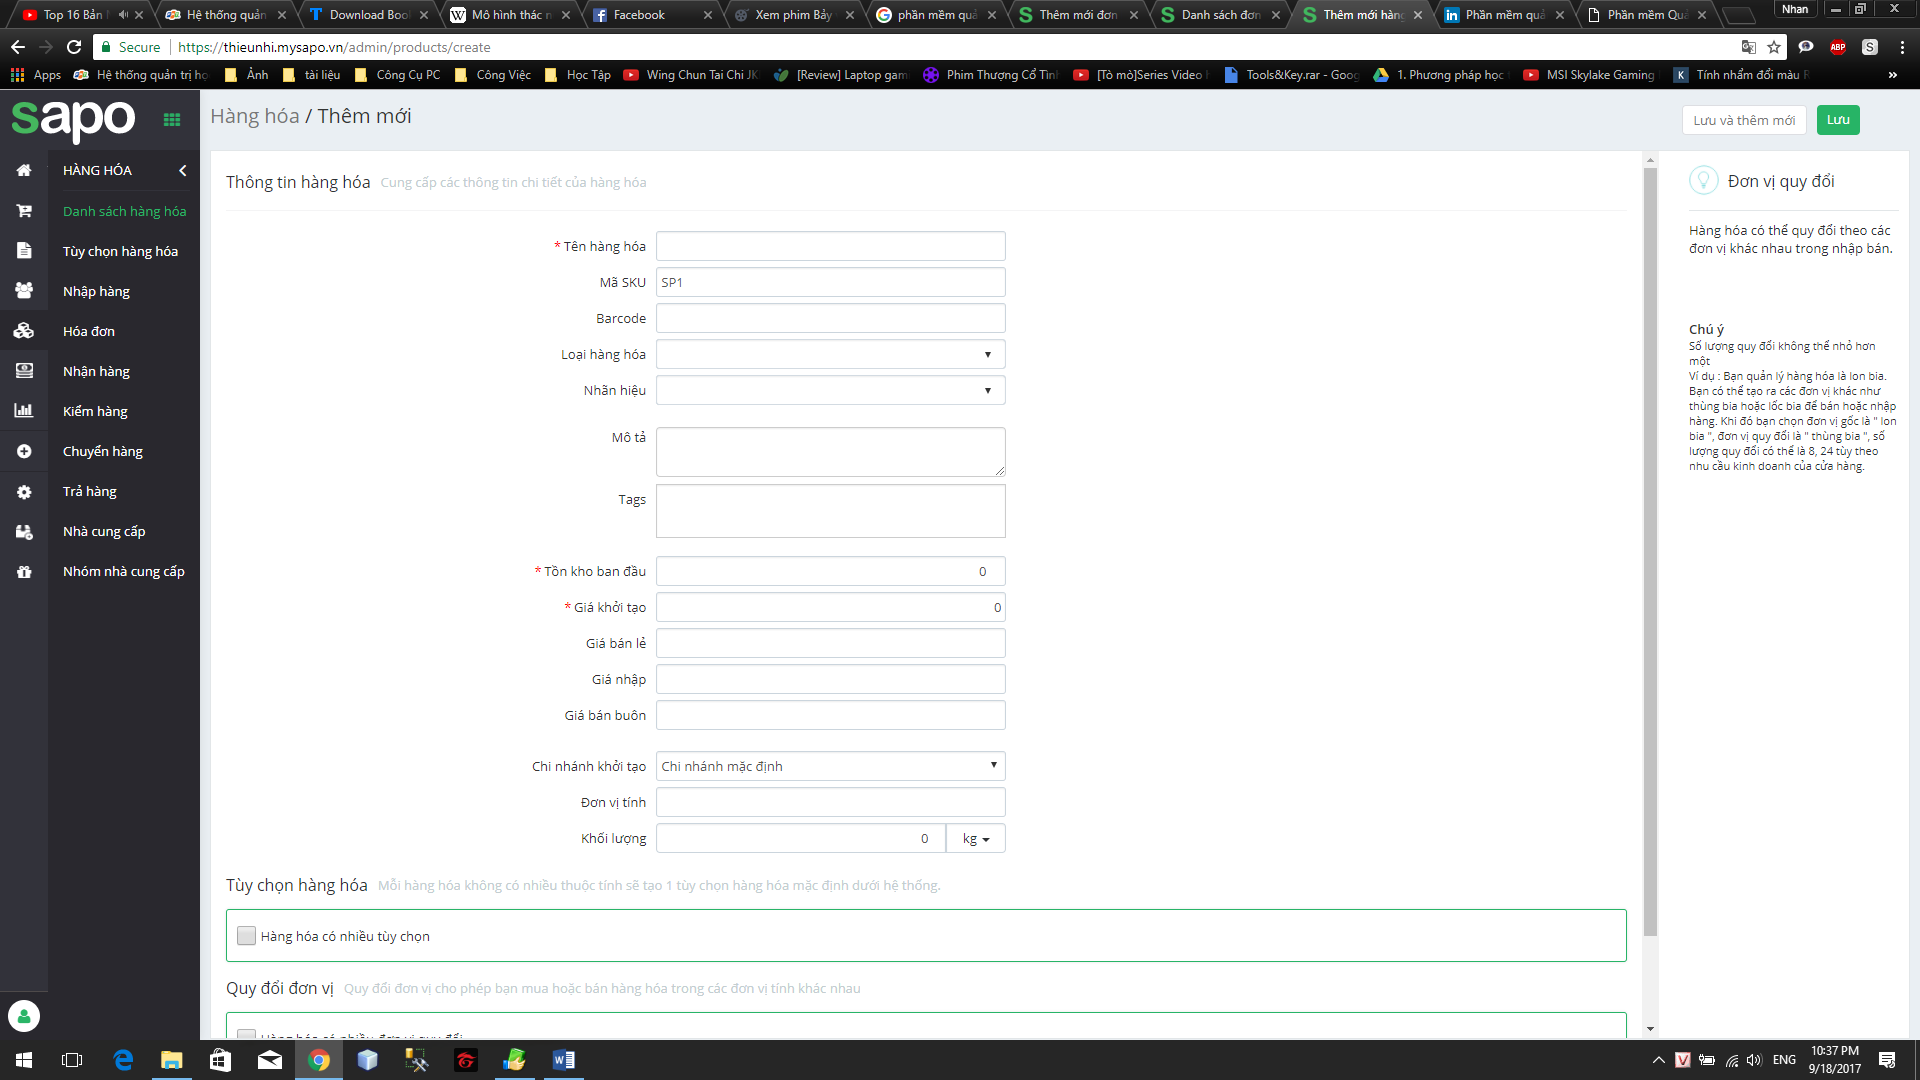 Top 16 Bản
Hệ thống quản
Download Bool
Mô hình thác n
Facebook
Xem phim Bảy
phần mềm quả
Thêm mới đơn
Danh sách đơn
Thêm mới hàng
Phần mềm quả
Phần mềm Quả
Nhan
Secure
https://thieunhi.mysapo.vn/admin/products/create
Apps
Hệ thống quản trị họ
Ảnh
tài liệu
Công Cụ PC
Công Việc
Học Tập
Wing Chun Tai Chi JK
[Review] Laptop gam
Phim Thượng Cổ Tìn
[Tò mò]Series Video
Tools&Key.rar - Goog
1. Phương pháp học
MSI Skylake Gaming
Tính nhẩm đổi màu
sapo
Hàng hóa / Thêm mới
Lưu và thêm mới
Lưu
HÀNG HÓA
Danh sách hàng hóa
Tùy chọn hàng hóa
Nhập hàng
Hóa đơn
Nhận hàng
Kiểm hàng
Chuyển hàng
Trả hàng
Nhà cung cấp
Nhóm nhà cung cấp
Thông tin hàng hóa Cung cấp các thông tin chi tiết của hàng hóa
* Tên hàng hóa
Mã SKU SP1
Barcode
Loại hàng hóa
Nhãn hiệu
Mô tả
Tags
* Tồn kho ban đầu 0
* Giá khởi tạo 0
Giá bán lẻ
Giá nhập
Giá bán buôn
Chi nhánh khởi tạo Chi nhánh mặc định
Đơn vị tính
Khối lượng 0 kg
Tùy chọn hàng hóa Mỗi hàng hóa không có nhiều thuộc tính sẽ tạo 1 tùy chọn hàng hóa mặc định dưới hệ thống.
Hàng hóa có nhiều tùy chọn
Quy đổi đơn vị Quy đổi đơn vị cho phép bạn mua hoặc bán hàng hóa trong các đơn vị tính khác nhau
Hàng hóa có nhiều đơn vị quy đổi
Đơn vị quy đổi
Hàng hóa có thể quy đổi theo các
đơn vị khác nhau trong nhập bán.
Chú ý
Số lượng quy đổi không thể nhỏ hơn
một
Ví dụ : Bạn quản lý hàng hóa là lon bia.
Bạn có thể tạo ra các đơn vị khác như
thùng bia hoặc lốc bia để bán hoặc nhập
hàng. Khi đó bạn chọn đơn vị gốc là " lon
bia ", đơn vị quy đổi là " thùng bia ", số
lượng quy đổi có thể là 8, 24 tùy theo
nhu cầu kinh doanh của cửa hàng.
ENG
10:37 PM
9/18/2017